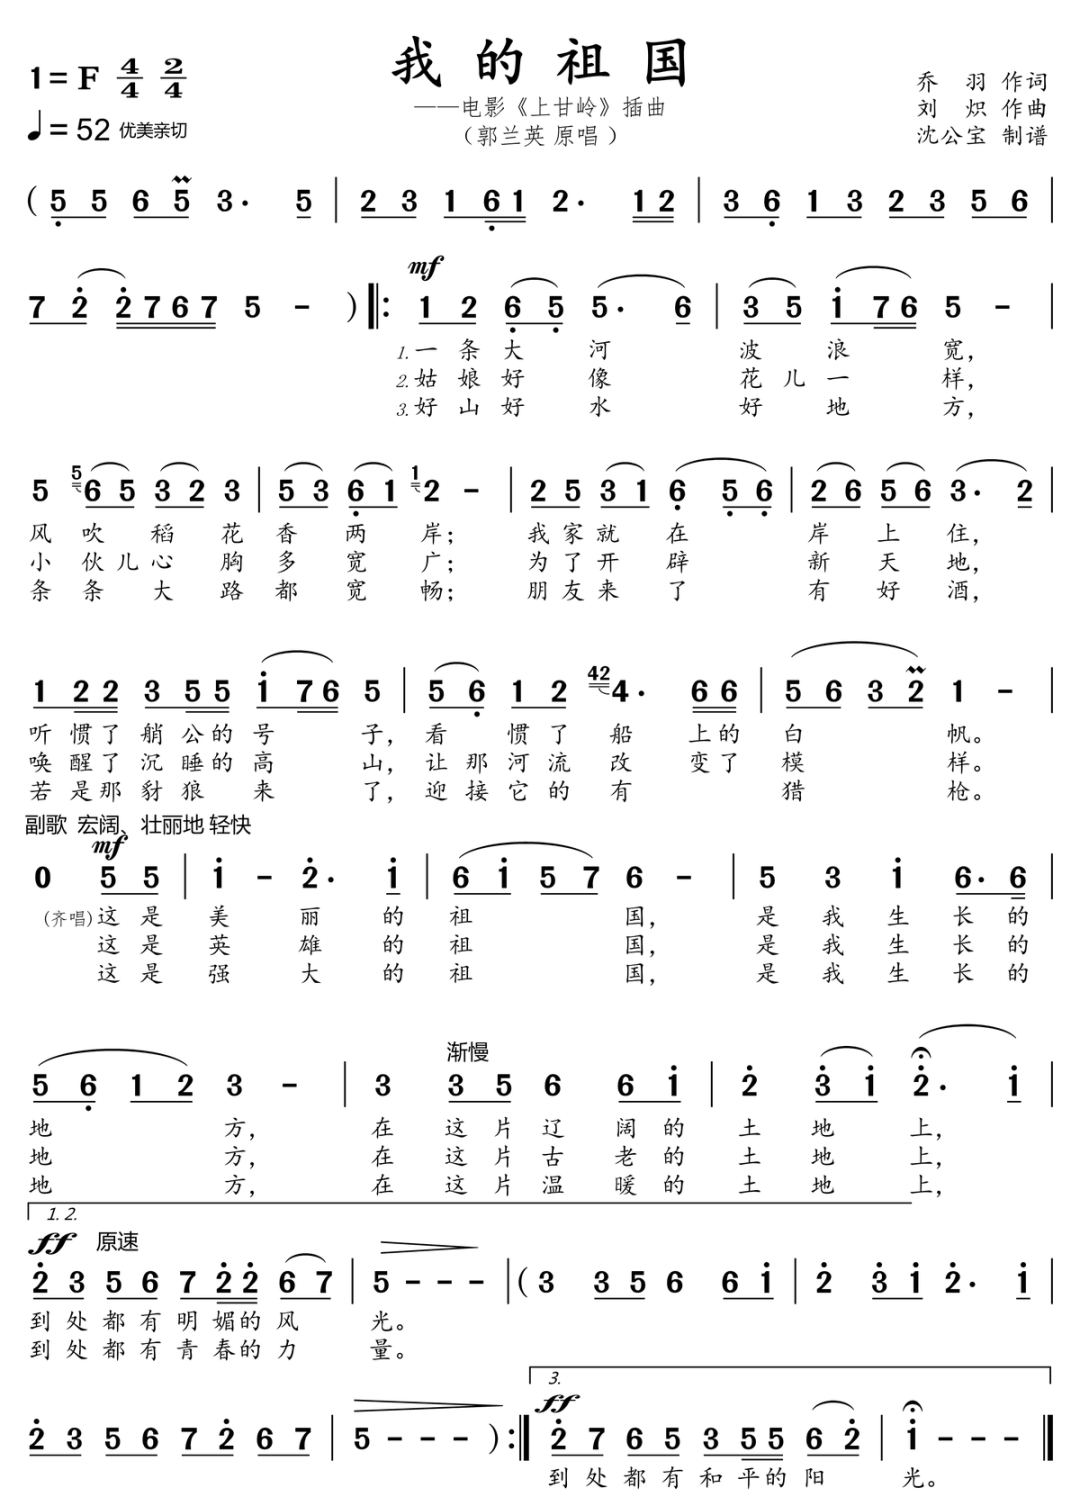 我的祖国
——电影《上甘岭》插曲
（郭兰英 原唱）
1=F 4/4 2/4
♩=52 优美亲切
乔 羽 作词
刘 炽 作曲
沈公宝 制谱
( 5 5 6 5 3. 5 | 2 3 1 6 1 2. 1 2 | 3 6 1 3 2 3 5 6 |
mf
7 2 2 7 6 7 5 - ) ‖: 1 2 6 5 5. 6 | 3 5 1 7 6 5 - |
1.一条大河波浪宽，
2.姑娘好像花儿一样，
3.好山好水好地方，
5 5 6 5 3 2 3 | 5 3 6 1 1 2 - | 2 5 3 1 6 5 6 | 2 6 5 6 3. 2 |
风吹稻花香两岸；我家就在岸上住，
小伙儿心胸多宽广；为了开辟新天地，
条条大路都宽畅；朋友来了有好酒，
1 2 2 3 5 5 1 7 6 5 | 5 6 1 2 42 4. 6 6 | 5 6 3 2 1 - |
听惯了艄公的号子，看惯了船上的白帆。
唤醒了沉睡的高山，让那河流改变了模样。
若是那豺狼来了，迎接它的有猎枪。
副歌 宏阔、壮丽地 轻快
mf
0 5 5 | 1 - 2. 1 | 6 1 5 7 6 - | 5 3 1 6. 6 |
(齐唱)这是美丽的祖国，是我生长的
这是英雄的祖国，是我生长的
这是强大的祖国，是我生长的
渐慢
5 6 1 2 3 - | 3 3 5 6 6 1 | 2 3 1 2. 1 |
地方，在这片辽阔的土地上，
地方，在这片古老的土地上，
地方，在这片温暖的土地上，
1. 2.
ff 原速
2 3 5 6 7 2 2 6 7 | 5 - - - | ( 3 3 5 6 6 1 | 2 3 1 2. 1 |
到处都有明媚的风光。
到处都有青春的力量。
3.
ff
2 3 5 6 7 2 6 7 | 5 - - - ) :‖ 2 7 6 5 3 5 5 6 2 | 1 - - - ‖
到处都有和平的阳光。